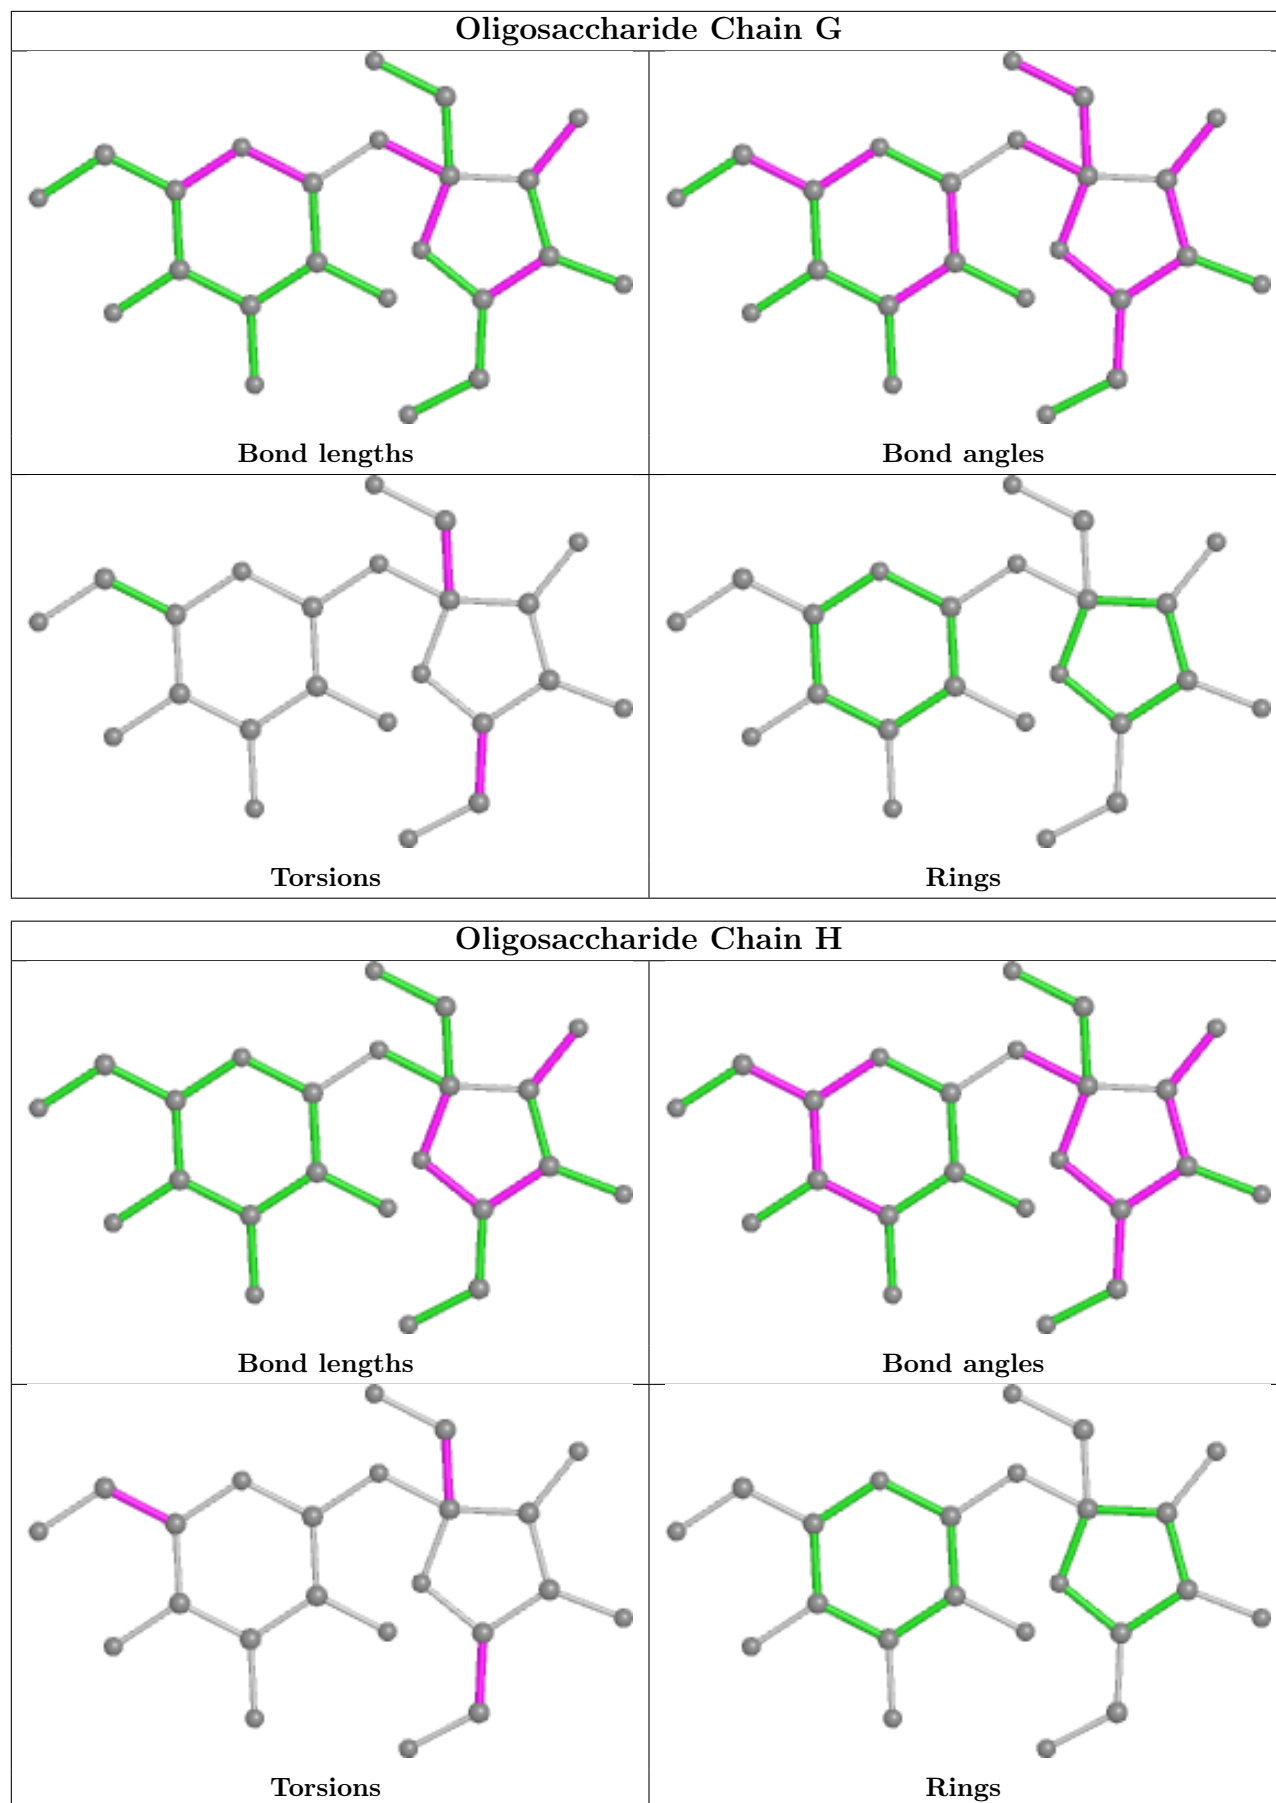 Oligosaccharide Chain G
Bond lengths
Bond angles
Torsions
Rings
Oligosaccharide Chain H
Bond lengths
Bond angles
Torsions
Rings